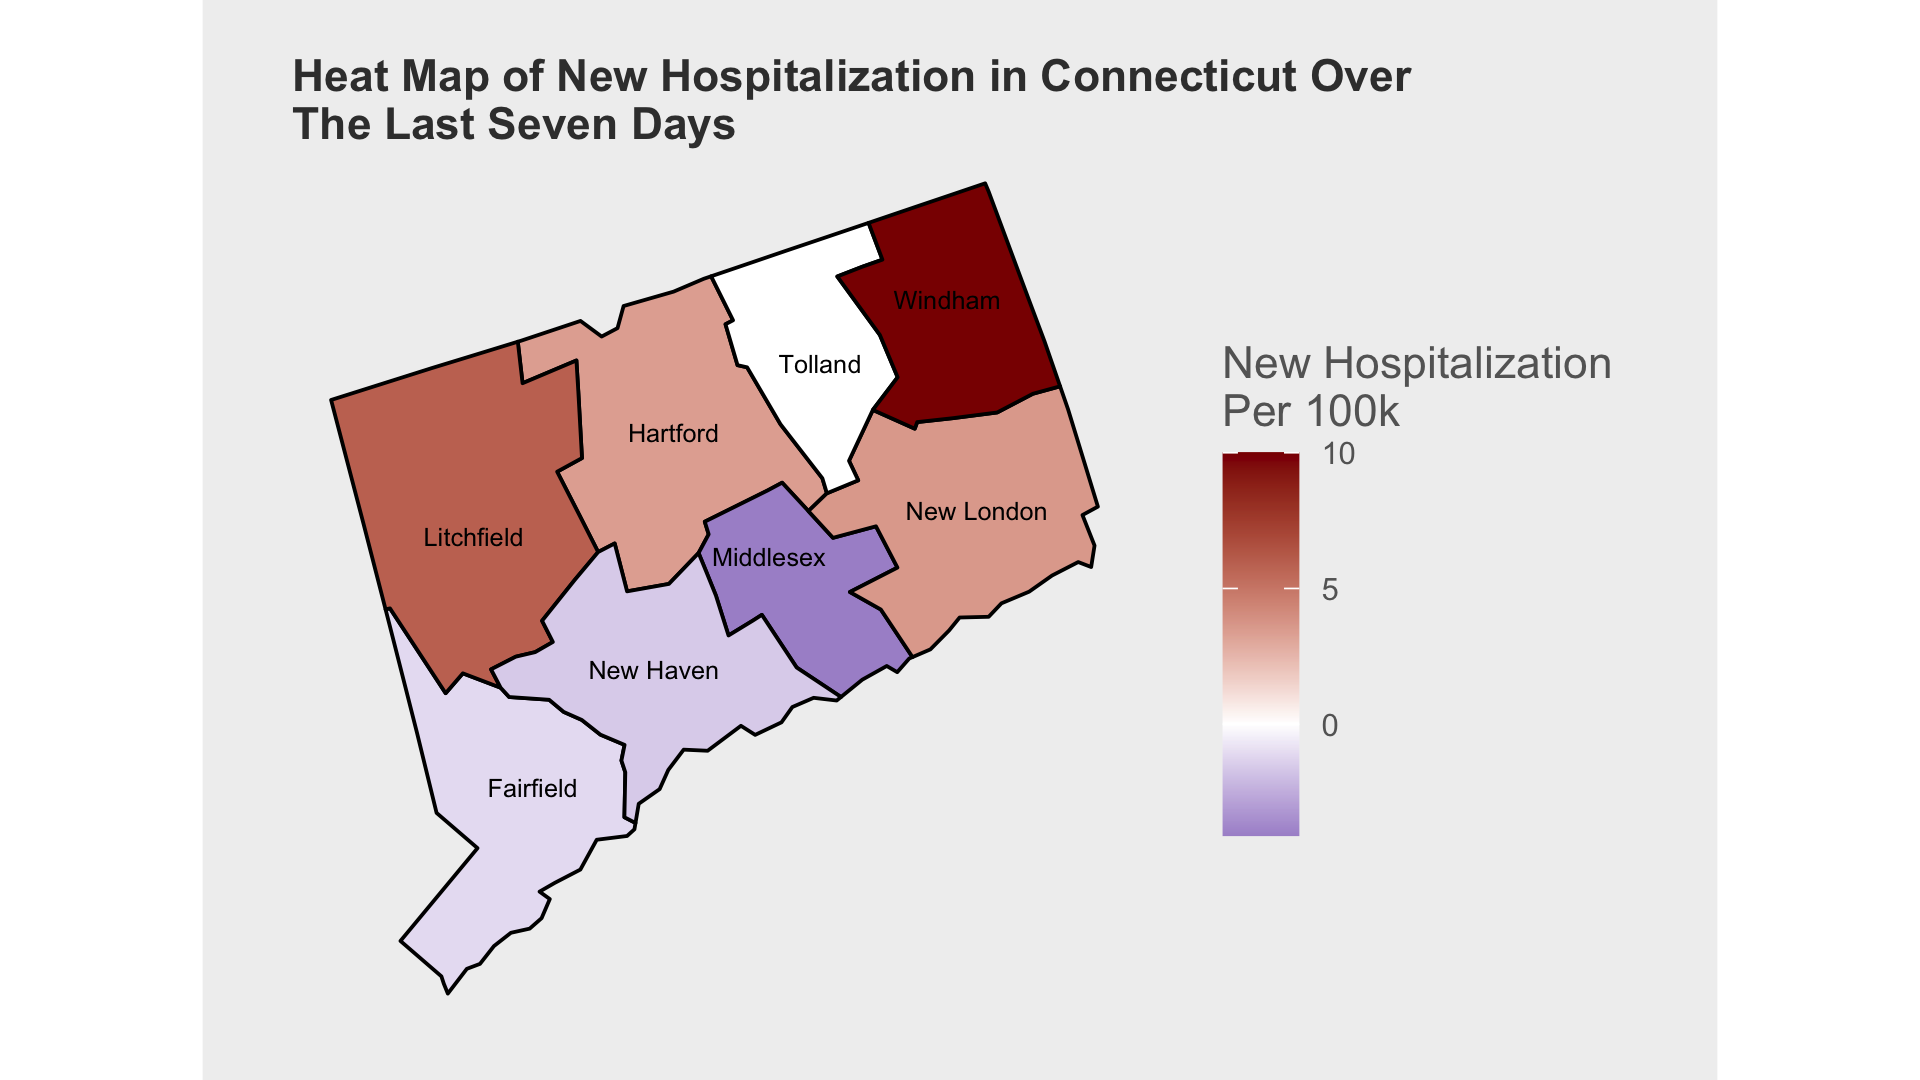 Heat Map of New Hospitalization in Connecticut Over
The Last Seven Days
Windham
Tolland
Hartford
New London
Litchfield
Middlesex
New Haven
Fairfield
New Hospitalization
Per 100k
10
5
0